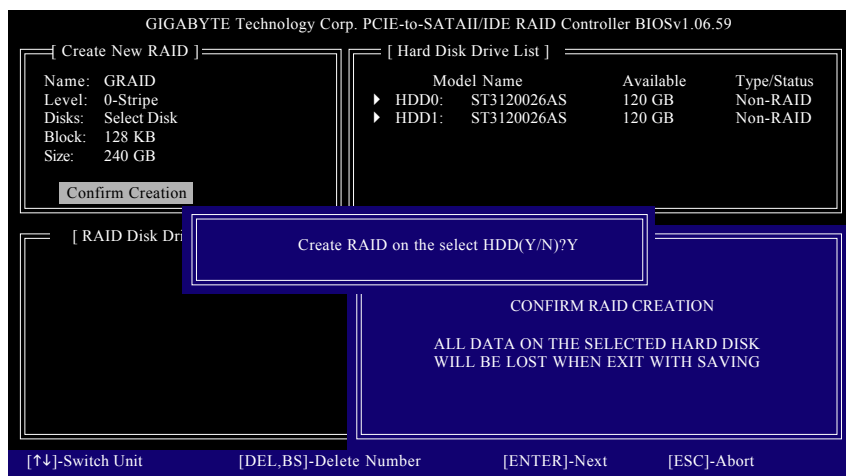 GIGABYTE Technology Corp. PCIE-to-SATAII/IDE RAID Controller BIOSv1.06.59
[ Create New RAID ]
Name: GRAID
Level: 0-Stripe
Disks: Select Disk
Block: 128 KB
Size: 240 GB
Confirm Creation
[ Hard Disk Drive List ]
Model Name Available Type/Status
HDD0: ST3120026AS 120 GB Non-RAID
HDD1: ST3120026AS 120 GB Non-RAID
[ RAID Disk Dri
Create RAID on the select HDD(Y/N)?Y
CONFIRM RAID CREATION
ALL DATA ON THE SELECTED HARD DISK
WILL BE LOST WHEN EXIT WITH SAVING
[↑↓]-Switch Unit [DEL,BS]-Delete Number [ENTER]-Next [ESC]-Abort